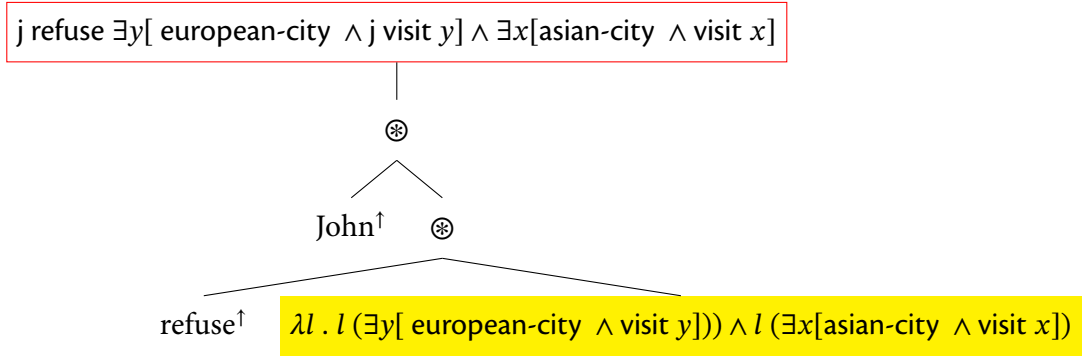 j refuse ∃y[ european-city ∧ j visit y] ∧ ∃x[asian-city ∧ visit x]
⊛
John↑ ⊛
refuse↑ λl . l (∃y[ european-city ∧ visit y])) ∧ l (∃x[asian-city ∧ visit x])